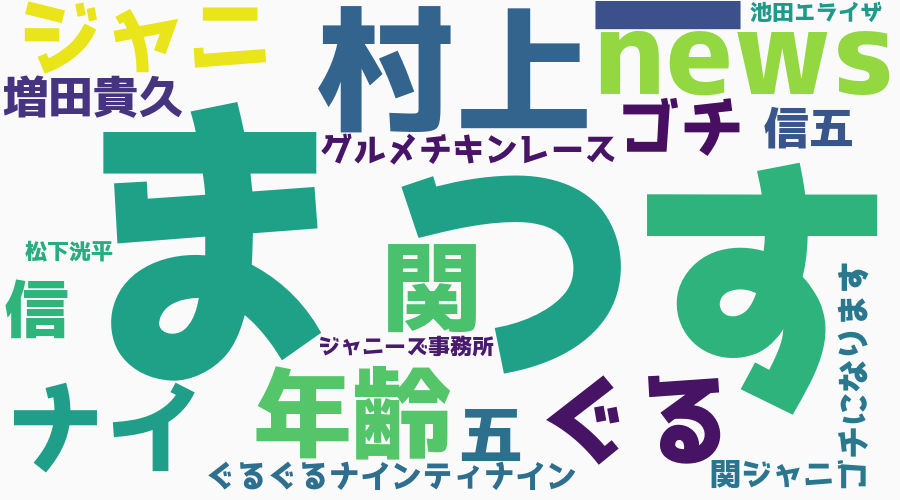 ジャニ
村上
池田エライザ
news
増田貴久
ゴチ
信五
グルメチキンレース
まっす
松下洸平
関
信
ゴチになります
ジャニーズ事務所
年齢
ナイ
五
ぐる
ぐるぐるナインティナイン
関ジャニ